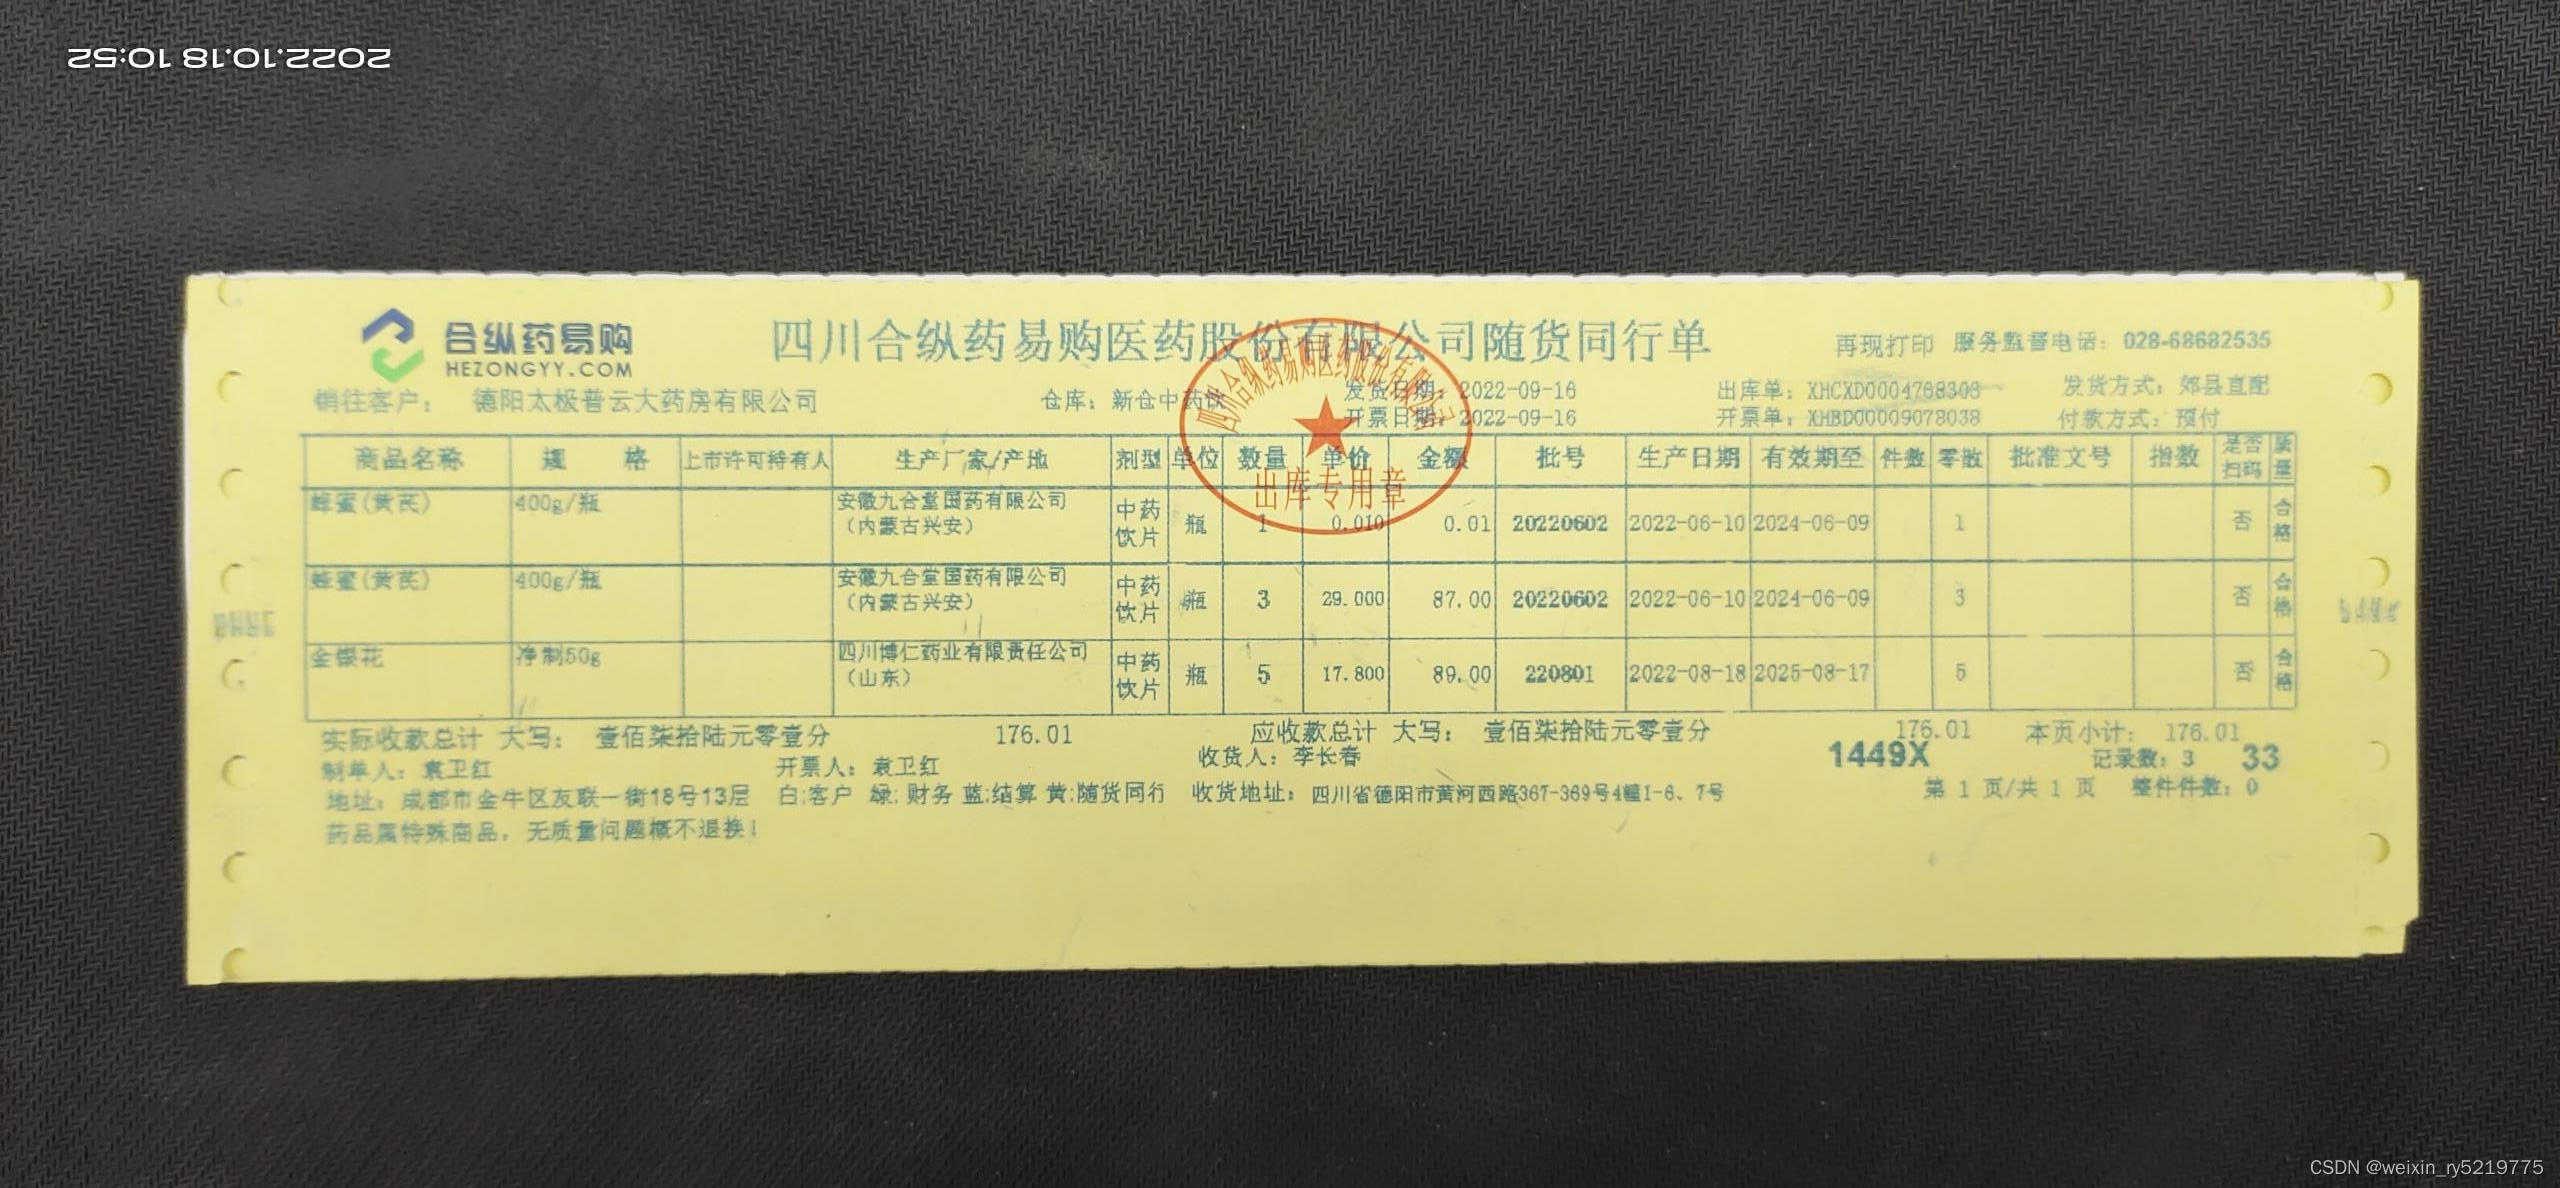 2022.10.18 10:52
合纵药易购
HEZONGYY.COM
四川合纵药易购医药股份有限公司随货同行单
再现打印 服务监督电话：028-68682535
销往客户： 德阳太极普云大药房有限公司 仓库：新仓中药饮 发货日期：2022-09-16 出库单：XHCXD0004768303 发货方式：郊县直配
开票日期：2022-09-16 开票单：XHBD00009078038 付款方式：预付
四川合纵药易购医药股份有限公司
出库专用章
商品名称 规 格 上市许可持有人 生产厂家/产地 剂型 单位 数量 单价 金额 批号 生产日期 有效期至 件数 零散 批准文号 指数 是否扫码 质量
蜂蜜(黄芪) 400g/瓶 安徽九合堂国药有限公司（内蒙古兴安） 中药饮片 瓶 1 0.010 0.01 20220602 2022-06-10 2024-06-09 1 否 合格
蜂蜜(黄芪) 400g/瓶 安徽九合堂国药有限公司（内蒙古兴安） 中药饮片 瓶 3 29.000 87.00 20220602 2022-06-10 2024-06-09 3 否 合格
金银花 净制50g 四川博仁药业有限责任公司（山东） 中药饮片 瓶 5 17.800 89.00 220801 2022-08-18 2025-08-17 5 否 合格
实际收款总计 大写： 壹佰柒拾陆元零壹分 176.01 应收款总计 大写： 壹佰柒拾陆元零壹分 176.01 本页小计： 176.01
制单人：袁卫红 开票人：袁卫红 收货人：李长春 1449X 记录数：3 33
地址：成都市金牛区友联一街18号13层 白:客户 绿:财务 蓝:结算 黄:随货同行 收货地址：四川省德阳市黄河西路367-369号4幢1-6、7号 第 1 页/共 1 页 整件件数：0
药品属特殊商品，无质量问题概不退换！
CSDN @weixin_ry5219775